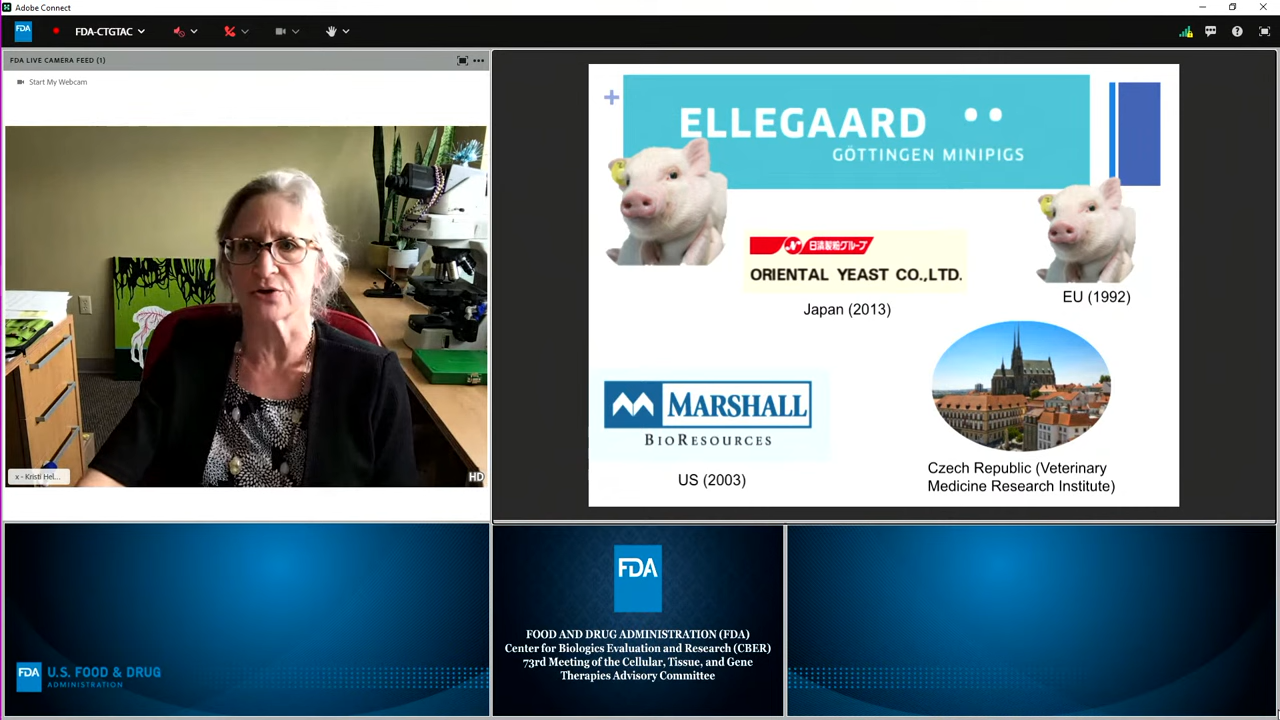 Adobe Connect
FDA
FDA-CTGTAC
FDA LIVE CAMERA FEED (1)
Start My Webcam
x - Kristi Hel...
HD
ELLEGAARD
GÖTTINGEN MINIPIGS
日清製粉グループ
ORIENTAL YEAST CO.,LTD.
Japan (2013)
EU (1992)
MARSHALL
BIORESOURCES
US (2003)
Czech Republic (Veterinary
Medicine Research Institute)
FDA
U.S. FOOD & DRUG
ADMINISTRATION
FDA
FOOD AND DRUG ADMINISTRATION (FDA)
Center for Biologics Evaluation and Research (CBER)
73rd Meeting of the Cellular, Tissue, and Gene
Therapies Advisory Committee